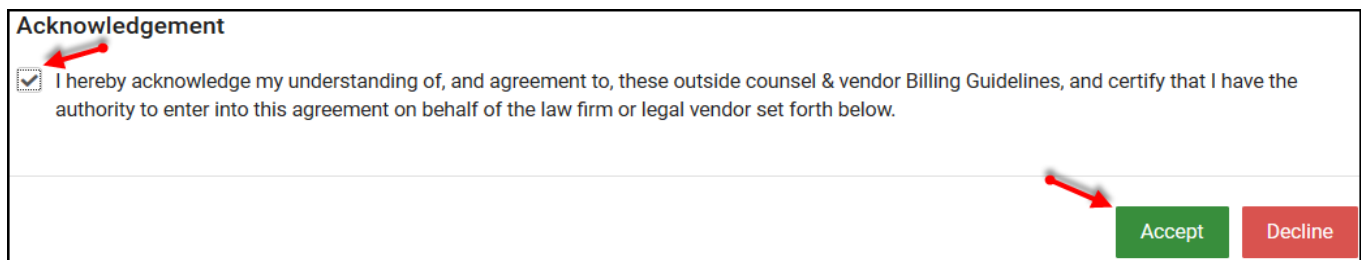 Acknowledgement
I hereby acknowledge my understanding of, and agreement to, these outside counsel & vendor Billing Guidelines, and certify that I have the
authority to enter into this agreement on behalf of the law firm or legal vendor set forth below.
Accept Decline